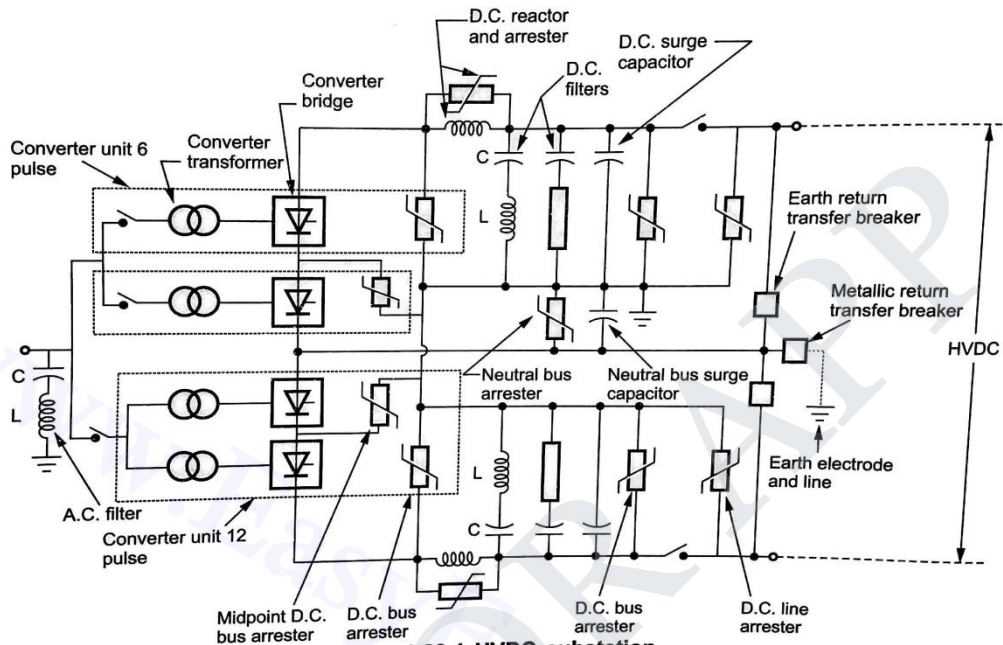 D.C. reactor
and arrester
D.C. surge
capacitor
D.C.
filters
Converter
bridge
Converter unit 6
pulse
Converter
transformer
C
L
Earth return
transfer breaker
Metallic return
transfer breaker
HVDC
C
L
Neutral bus
arrester
Neutral bus surge
capacitor
L
C
Earth electrode
and line
A.C. filter
Converter unit 12
pulse
Midpoint D.C.
bus arrester
D.C. bus
arrester
D.C. bus
arrester
D.C. line
arrester
HVDC substation